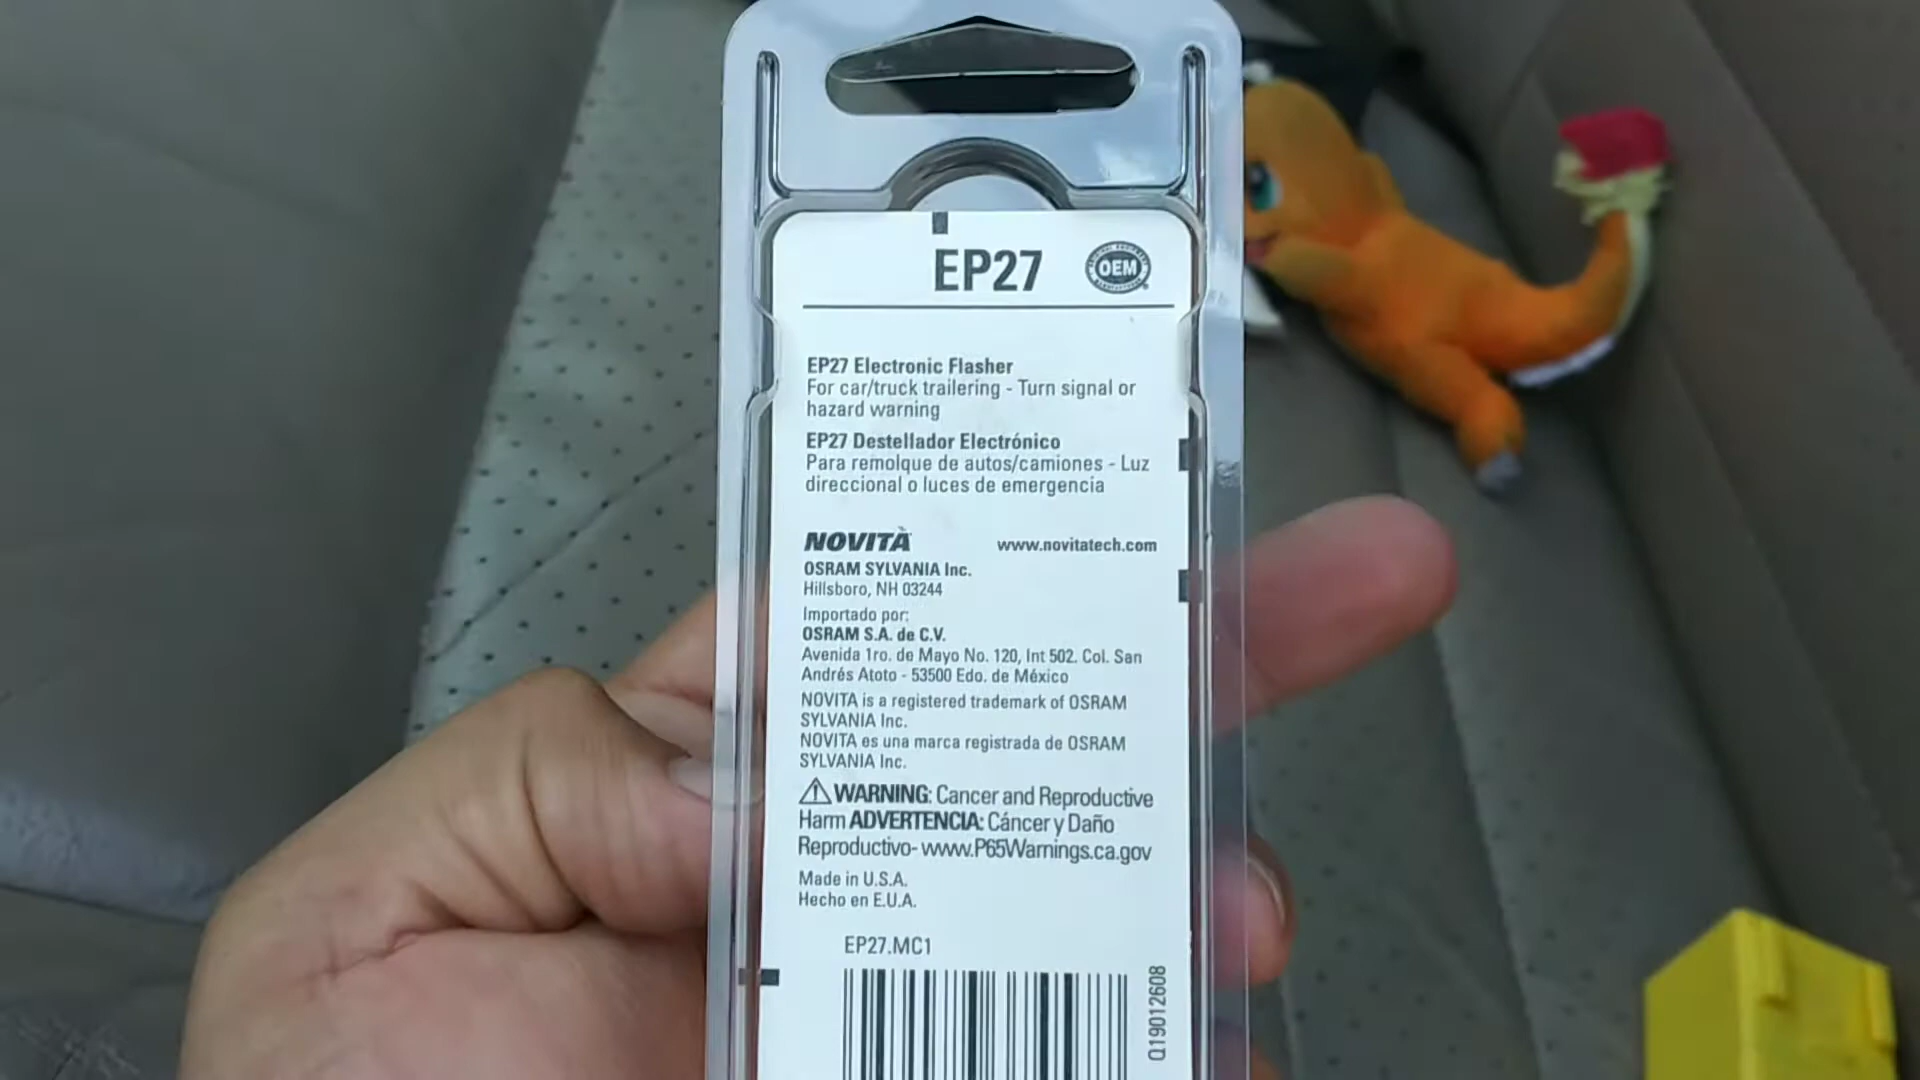 EP27
OEM
EP27 Electronic Flasher
For car/truck trailering - Turn signal or
hazard warning
EP27 Destellador Electrónico
Para remolque de autos/camiones - Luz
direccional o luces de emergencia
NOVITÀ
www.novitatech.com
OSRAM SYLVANIA Inc.
Hillsboro, NH 03244
Importado por:
OSRAM S.A. de C.V.
Avenida 1ro. de Mayo No. 120, Int 502. Col. San
Andrés Atoto - 53500 Edo. de México
NOVITA is a registered trademark of OSRAM
SYLVANIA Inc.
NOVITA es una marca registrada de OSRAM
SYLVANIA Inc.
WARNING: Cancer and Reproductive
Harm ADVERTENCIA: Cáncer y Daño
Reproductivo- www.P65Warnings.ca.gov
Made in U.S.A.
Hecho en E.U.A.
EP27.MC1
Q19012608